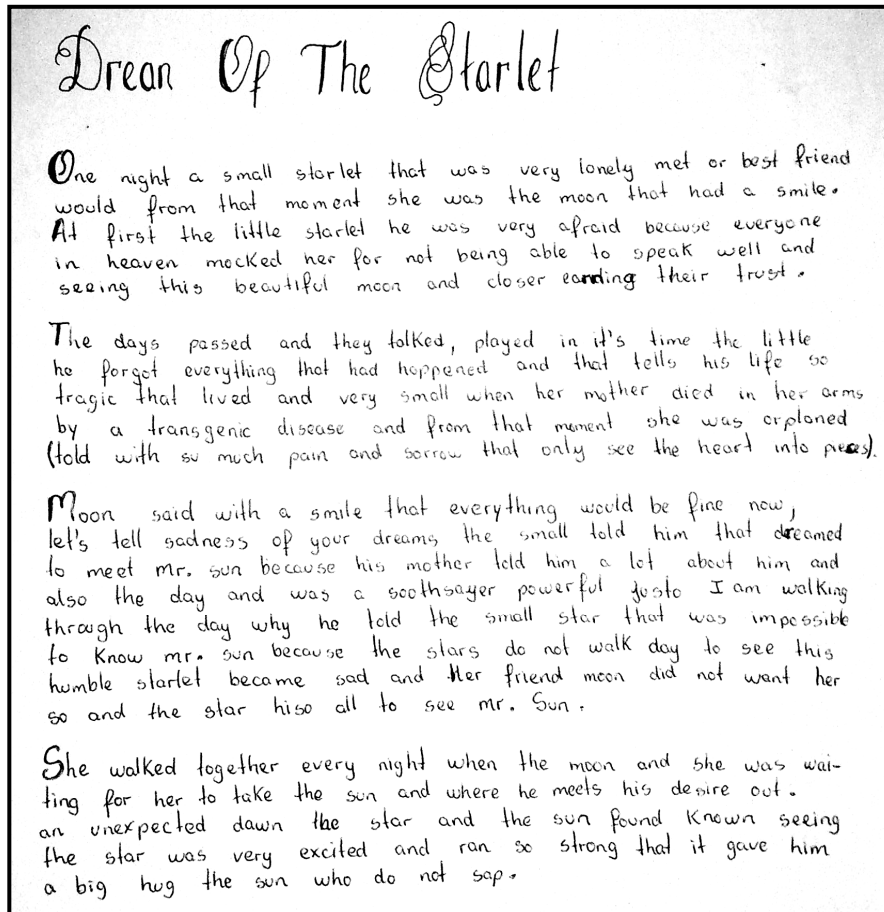 Drean Of The Starlet
One night a small starlet that was very lonely met or best friend
would from that moment she was the moon that had a smile.
At first the little starlet he was very afraid because everyone
in heaven mocked her for not being able to speak well and
seeing this beautiful moon and closer eanding their trust.
The days passed and they talked, played in it's time the little
he forgot everything that had happened and that tells his life so
tragic that lived and very small when her mother died in her arms
by a transgenic disease and from that moment she was orploned
(told with so much pain and sorrow that only see the heart into pieces).
Moon said with a smile that everything would be fine now,
let's tell sadness of your dreams the small told him that dreamed
to meet mr. sun because his mother told him a lot about him and
also the day and was a soothsayer powerful justo I am walking
through the day why he told the small star that was impossible
to know mr. sun because the stars do not walk day to see this
humble starlet became sad and Her friend moon did not want her
so and the star hiso all to see mr. Sun.
She walked together every night when the moon and she was wai-
ting for her to take the sun and where he meets his desire out.
an unexpected dawn the star and the sun found Known seeing
the star was very excited and ran so strong that it gave him
a big hug the sun who do not sap.